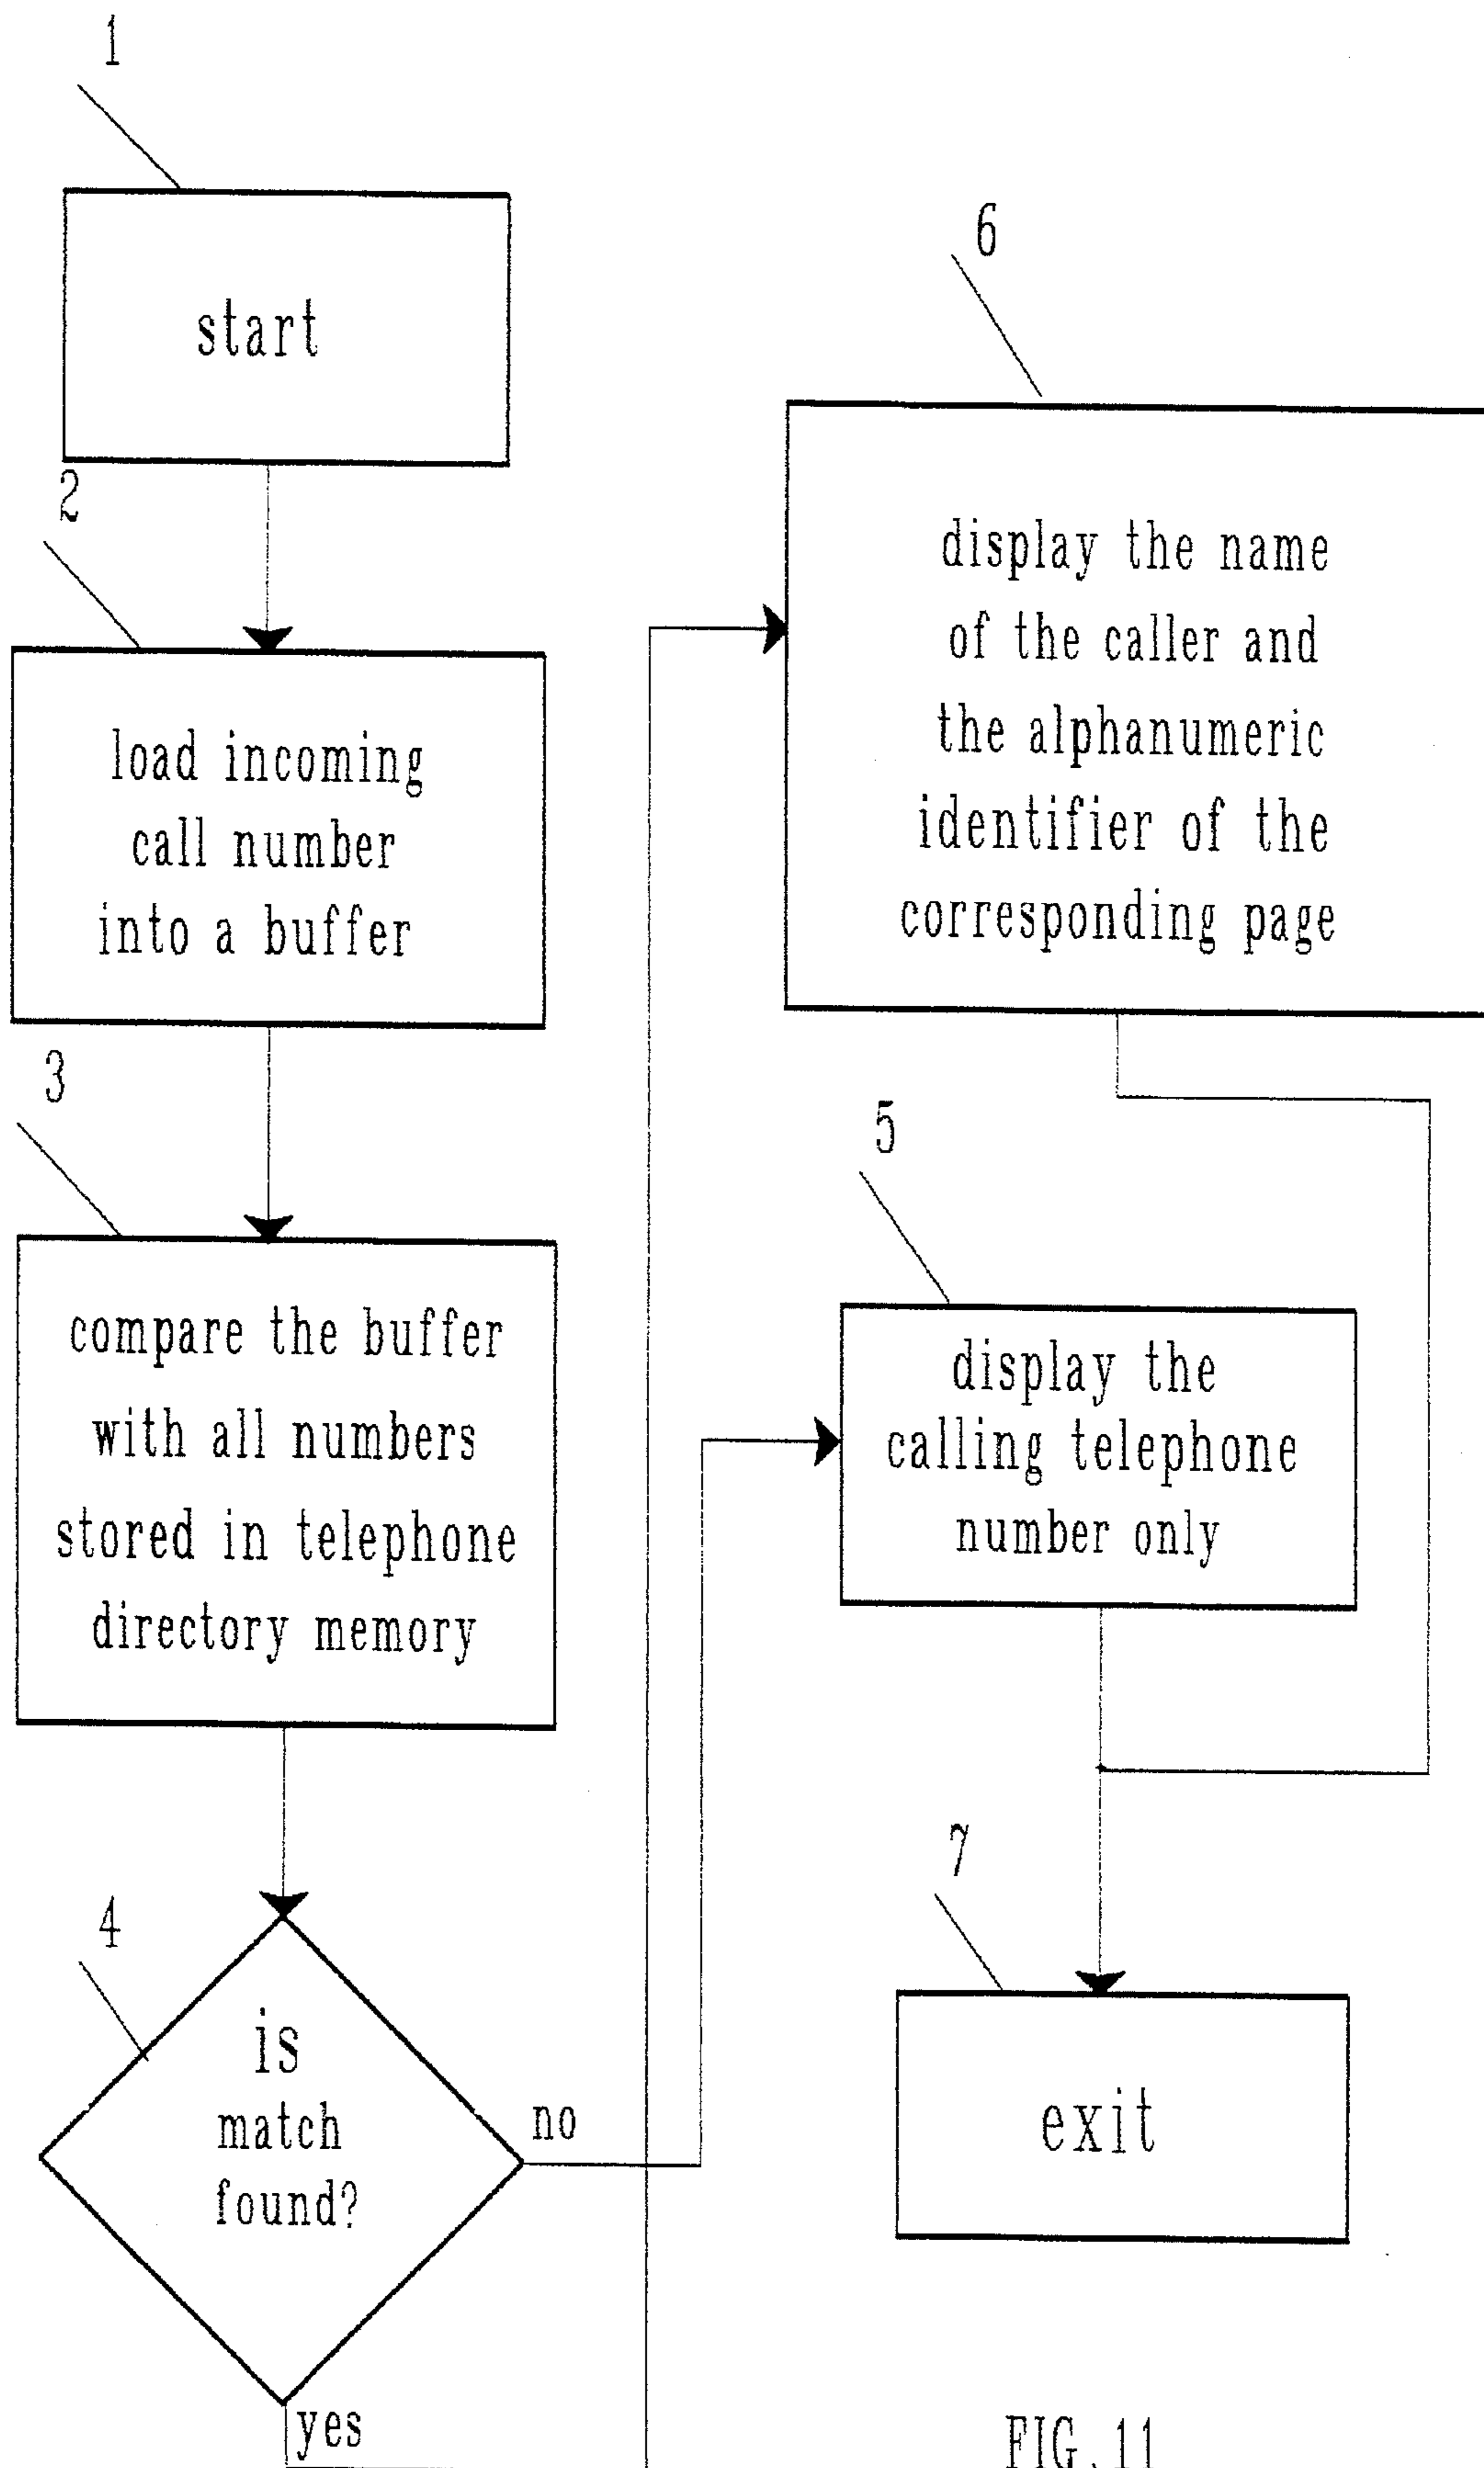 1
start
2
load incoming
call number
into a buffer
3
compare the buffer
with all numbers
stored in telephone
directory memory
4
is
match
found?
no
yes
6
display the name
of the caller and
the alphanumeric
identifier of the
corresponding page
5
display the
calling telephone
number only
7
exit
FIG.11